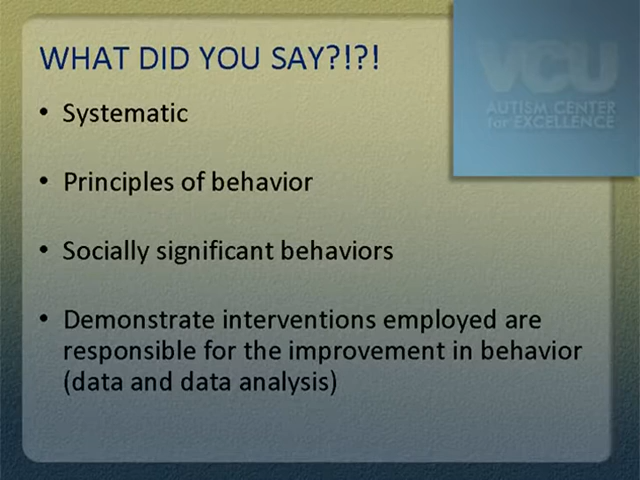 WHAT DID YOU SAY?!?!
VCU
AUTISM CENTER
for EXCELLENCE
• Systematic
• Principles of behavior
• Socially significant behaviors
• Demonstrate interventions employed are
responsible for the improvement in behavior
(data and data analysis)